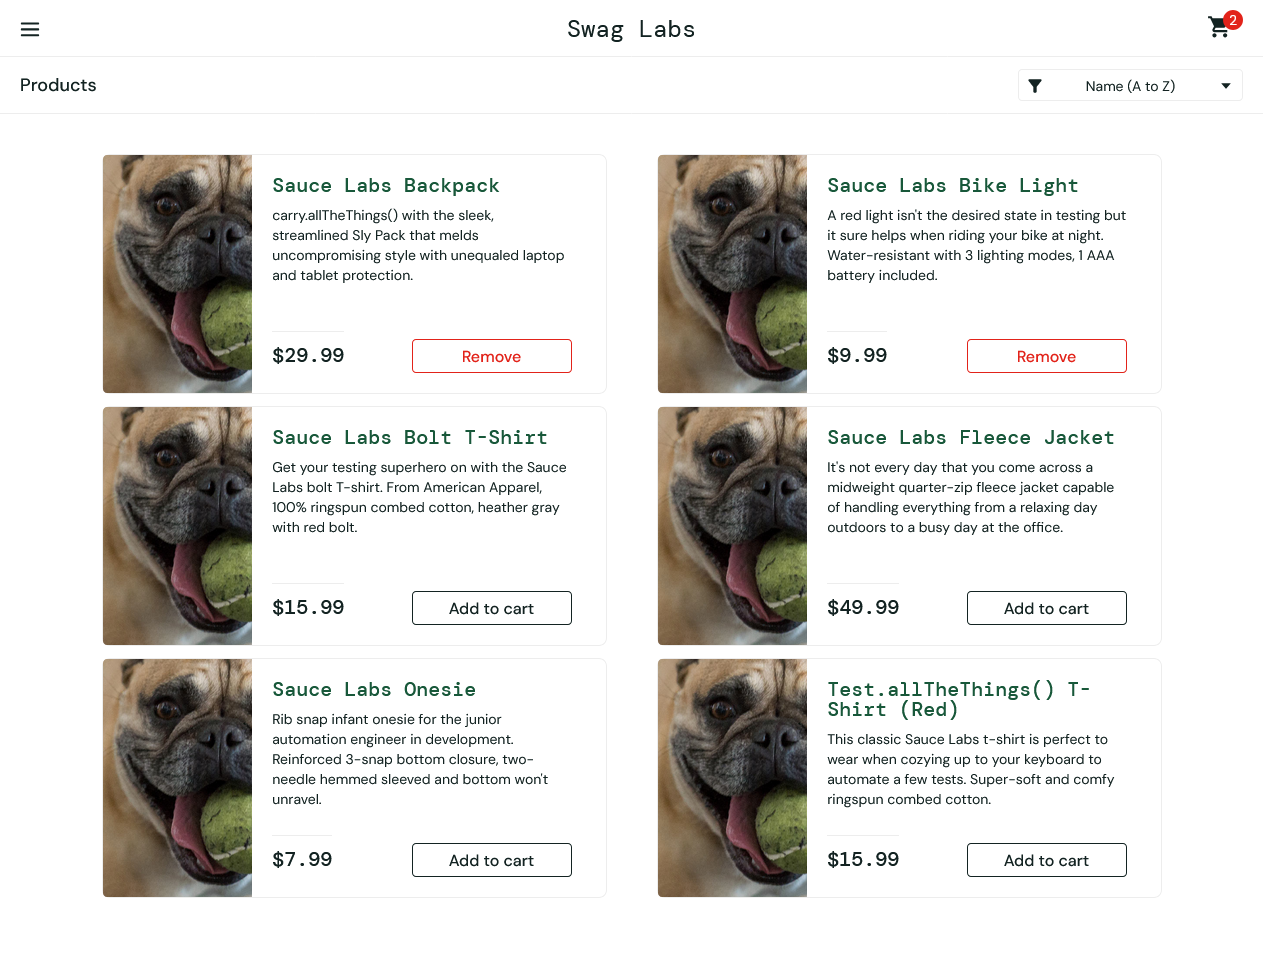 Swag Labs
2
Products
Name (A to Z)
Sauce Labs Backpack
carry.allTheThings() with the sleek,
streamlined Sly Pack that melds
uncompromising style with unequaled laptop
and tablet protection.
$29.99
Remove
Sauce Labs Bike Light
A red light isn't the desired state in testing but
it sure helps when riding your bike at night.
Water-resistant with 3 lighting modes, 1 AAA
battery included.
$9.99
Remove
Sauce Labs Bolt T-Shirt
Get your testing superhero on with the Sauce
Labs bolt T-shirt. From American Apparel,
100% ringspun combed cotton, heather gray
with red bolt.
$15.99
Add to cart
Sauce Labs Fleece Jacket
It's not every day that you come across a
midweight quarter-zip fleece jacket capable
of handling everything from a relaxing day
outdoors to a busy day at the office.
$49.99
Add to cart
Sauce Labs Onesie
Rib snap infant onesie for the junior
automation engineer in development.
Reinforced 3-snap bottom closure, two-
needle hemmed sleeved and bottom won't
unravel.
$7.99
Add to cart
Test.allTheThings() T-
Shirt (Red)
This classic Sauce Labs t-shirt is perfect to
wear when cozying up to your keyboard to
automate a few tests. Super-soft and comfy
ringspun combed cotton.
$15.99
Add to cart